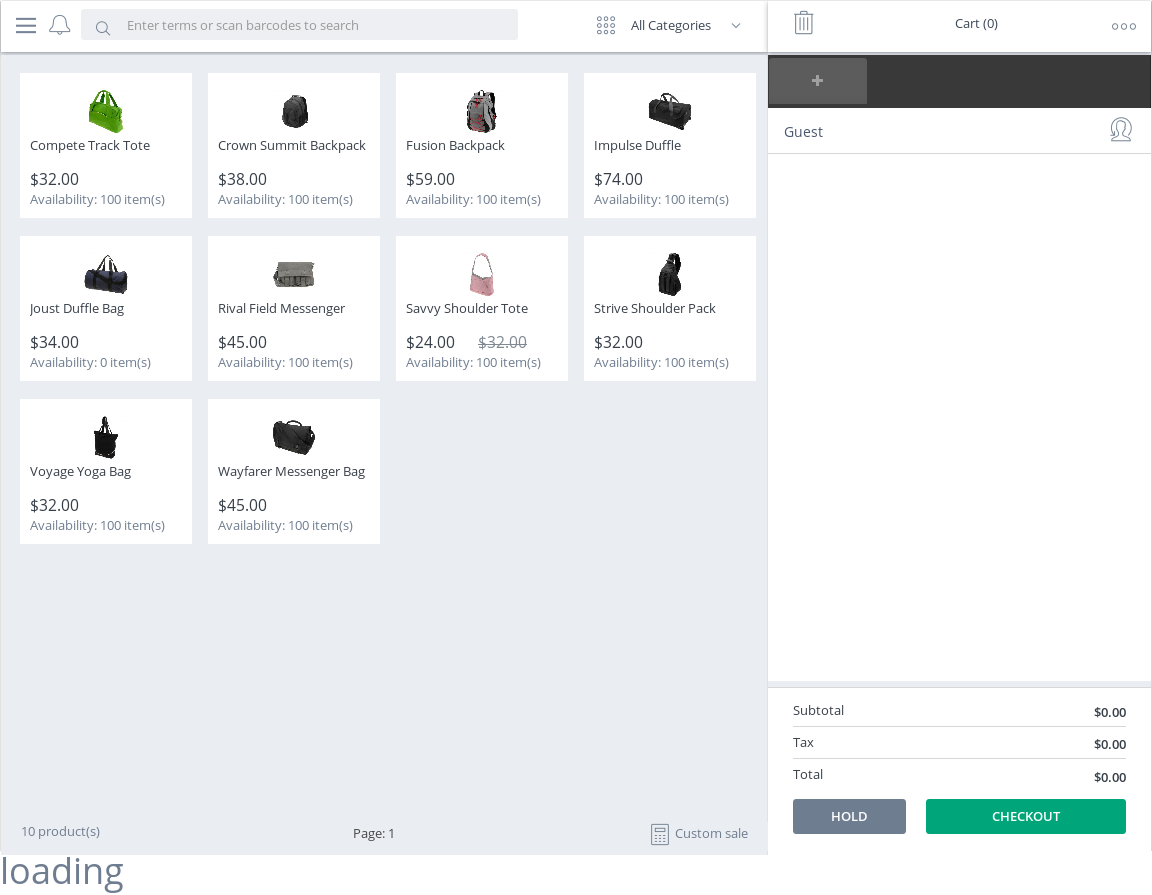 Enter terms or scan barcodes to search
All Categories
Cart (0)
Compete Track Tote
$32.00
Availability: 100 item(s)
Crown Summit Backpack
$38.00
Availability: 100 item(s)
Fusion Backpack
$59.00
Availability: 100 item(s)
Impulse Duffle
$74.00
Availability: 100 item(s)
Joust Duffle Bag
$34.00
Availability: 0 item(s)
Rival Field Messenger
$45.00
Availability: 100 item(s)
Savvy Shoulder Tote
$24.00 $32.00
Availability: 100 item(s)
Strive Shoulder Pack
$32.00
Availability: 100 item(s)
Voyage Yoga Bag
$32.00
Availability: 100 item(s)
Wayfarer Messenger Bag
$45.00
Availability: 100 item(s)
10 product(s)
Page: 1
Custom sale
+
Guest
Subtotal $0.00
Tax $0.00
Total $0.00
HOLD
CHECKOUT
loading